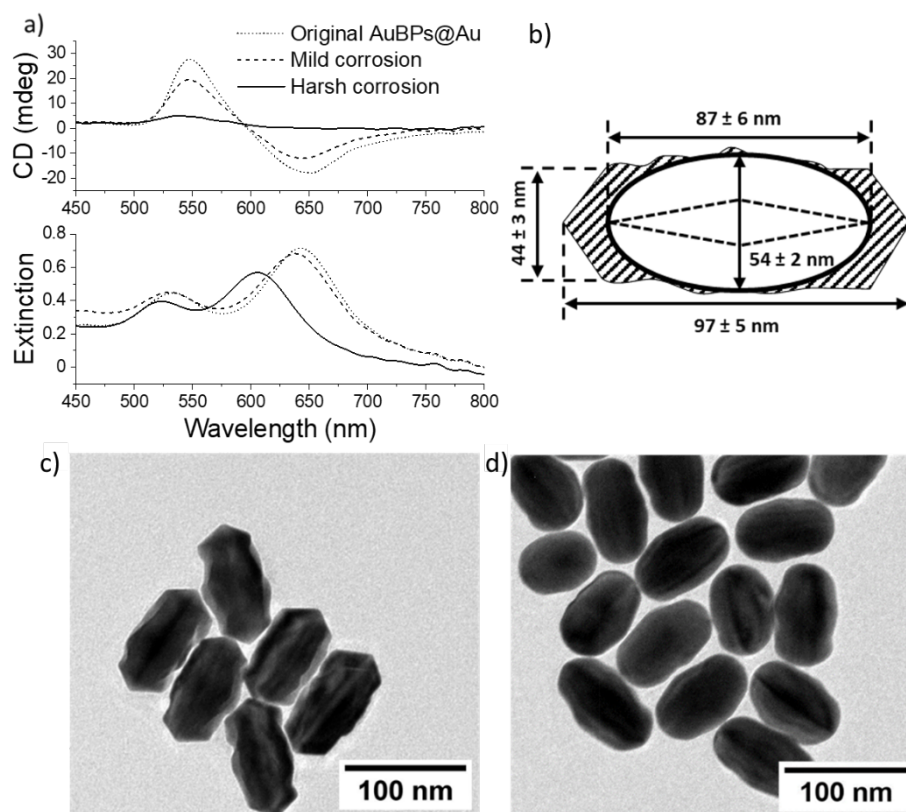 a)
Original AuBPs@Au
Mild corrosion
Harsh corrosion
CD (mdeg)
30
20
10
0
-10
-20
450 500 550 600 650 700 750 800
Extinction
0.8
0.6
0.4
0.2
0
450 500 550 600 650 700 750 800
Wavelength (nm)
b)
87 ± 6 nm
44 ± 3 nm
54 ± 2 nm
97 ± 5 nm
c)
100 nm
d)
100 nm